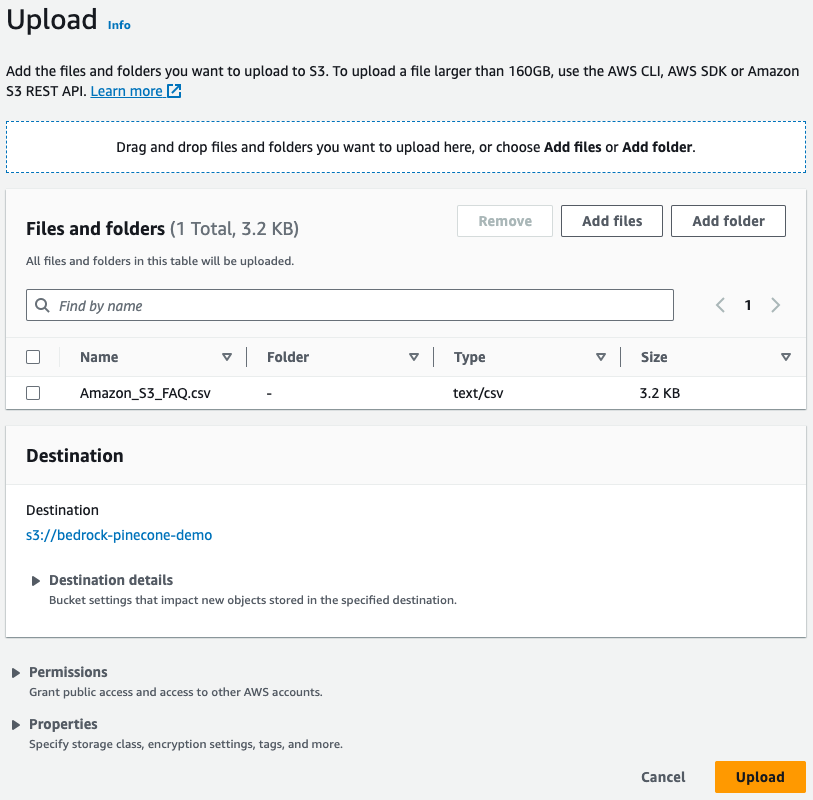 Upload Info
Add the files and folders you want to upload to S3. To upload a file larger than 160GB, use the AWS CLI, AWS SDK or Amazon
S3 REST API. Learn more
Drag and drop files and folders you want to upload here, or choose Add files or Add folder.
Files and folders (1 Total, 3.2 KB)
Remove
Add files
Add folder
All files and folders in this table will be uploaded.
Find by name
1
Name Folder Type Size
Amazon_S3_FAQ.csv - text/csv 3.2 KB
Destination
Destination
s3://bedrock-pinecone-demo
Destination details
Bucket settings that impact new objects stored in the specified destination.
Permissions
Grant public access and access to other AWS accounts.
Properties
Specify storage class, encryption settings, tags, and more.
Cancel
Upload